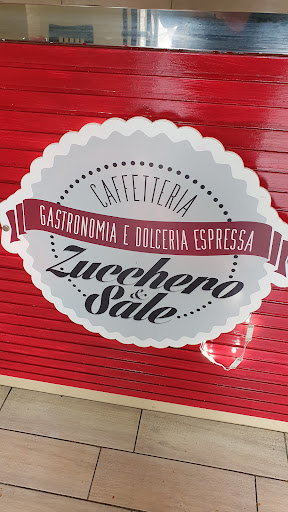 CAFFETTERIA
GASTRONOMIA E DOLCERIA ESPRESSA
Zucchero
& Sale